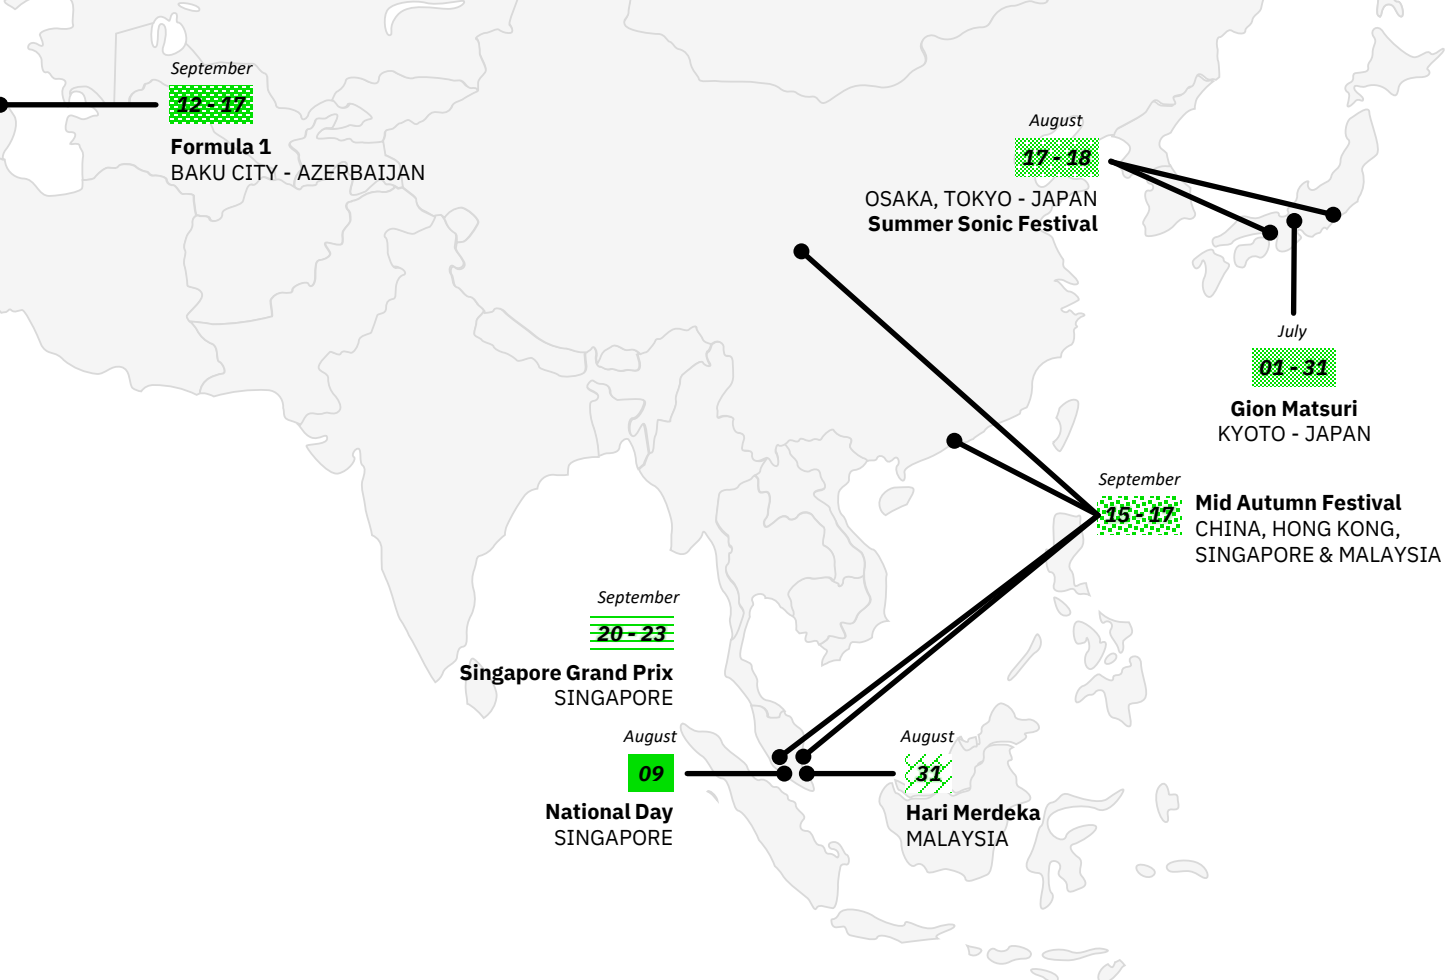 September
12 - 17
Formula 1
BAKU CITY - AZERBAIJAN
August
17 - 18
OSAKA, TOKYO - JAPAN
Summer Sonic Festival
July
01 - 31
Gion Matsuri
KYOTO - JAPAN
September
15 - 17
Mid Autumn Festival
CHINA, HONG KONG,
SINGAPORE & MALAYSIA
September
20 - 23
Singapore Grand Prix
SINGAPORE
August
09
National Day
SINGAPORE
August
31
Hari Merdeka
MALAYSIA